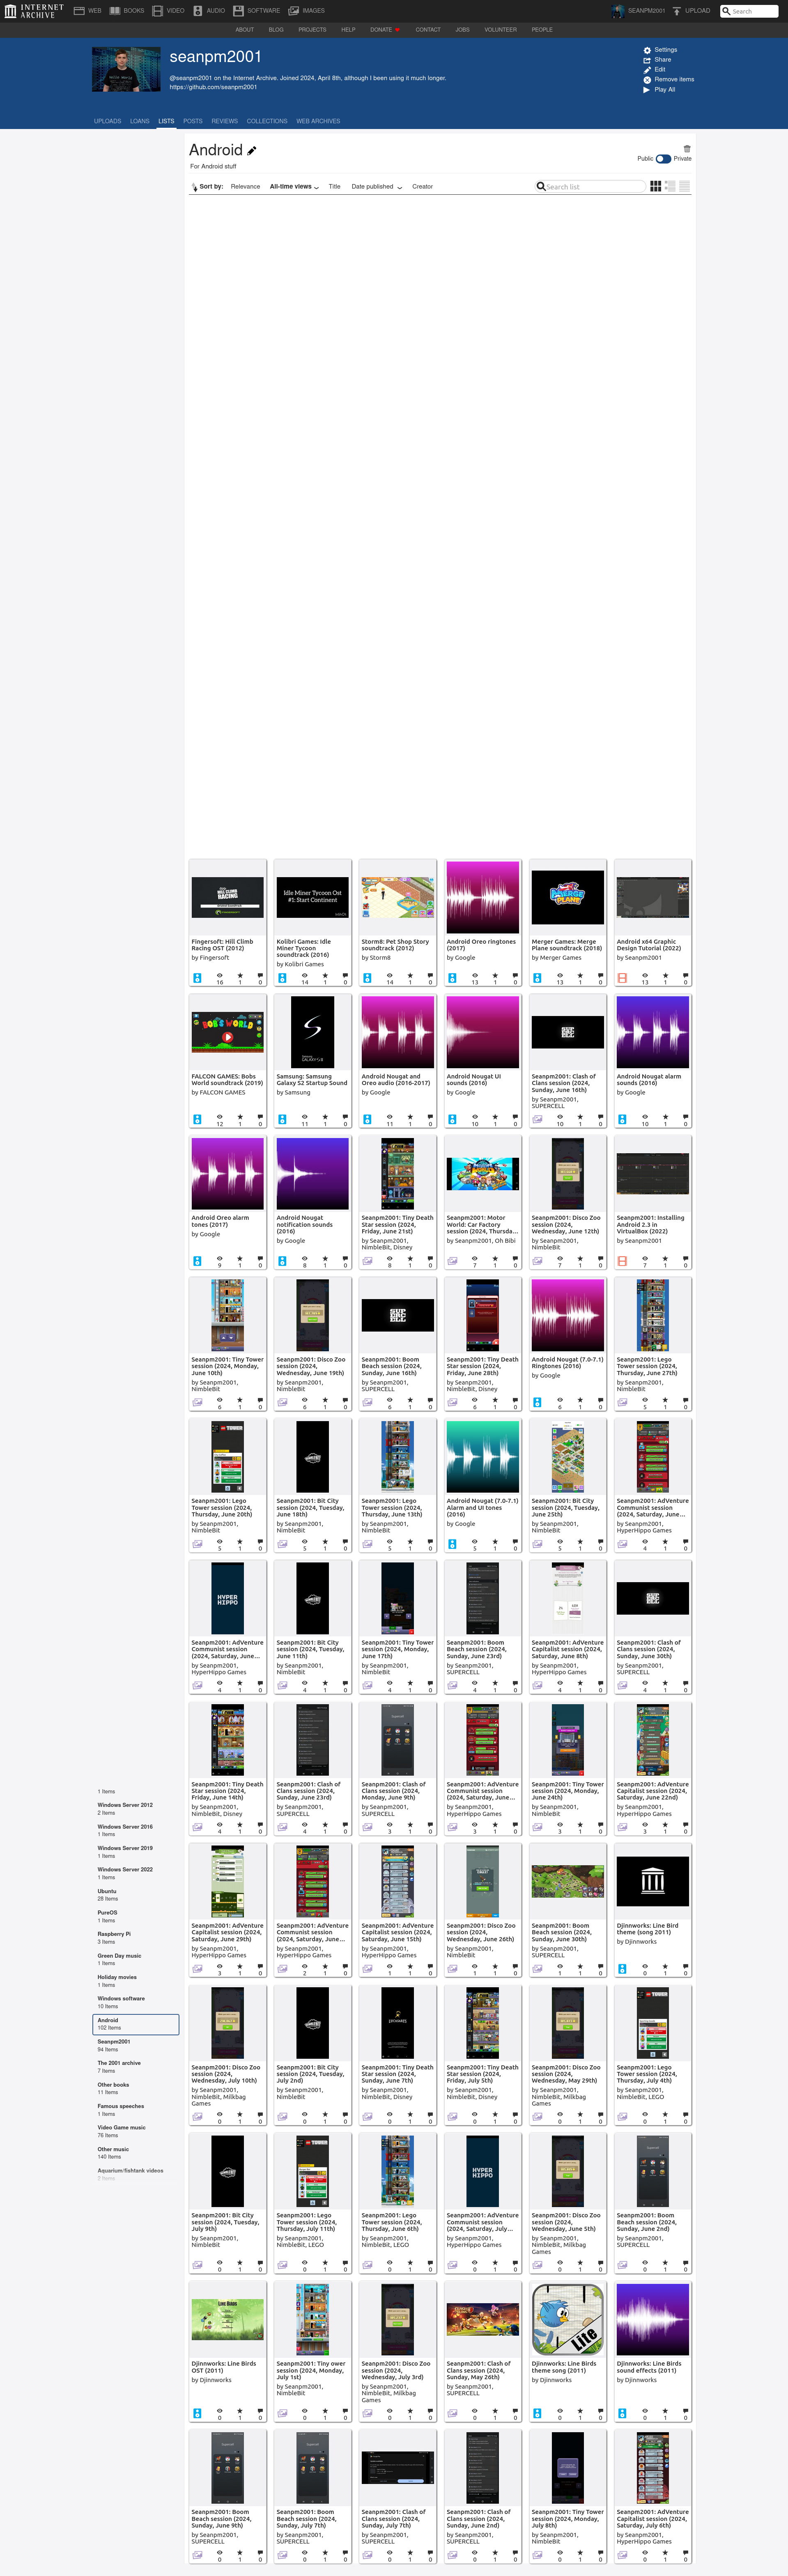 INTERNET
ARCHIVE
WEB BOOKS VIDEO AUDIO SOFTWARE IMAGES
SEANPM2001 UPLOAD Search
ABOUT BLOG PROJECTS HELP DONATE CONTACT JOBS VOLUNTEER PEOPLE
seanpm2001
@seanpm2001 on the Internet Archive. Joined 2024, April 8th, although I been using it much longer.
https://github.com/seanpm2001
Settings
Share
Edit
Remove items
Play All
UPLOADS LOANS LISTS POSTS REVIEWS COLLECTIONS WEB ARCHIVES
Android
For Android stuff
Public Private
Sort by: Relevance All-time views Title Date published Creator
Search list
Fingersoft: Hill Climb
Racing OST (2012)
by Fingersoft
16 1 0
Idle Miner Tycoon Ost
#1: Start Continent
Kolibri Games: Idle
Miner Tycoon
soundtrack (2016)
by Kolibri Games
14 1 0
Storm8: Pet Shop Story
soundtrack (2012)
by Storm8
14 1 0
Android Oreo ringtones
(2017)
by Google
13 1 0
Merger Games: Merge
Plane soundtrack (2018)
by Merger Games
13 1 0
Android x64 Graphic
Design Tutorial (2022)
by Seanpm2001
13 1 0
FALCON GAMES: Bobs
World soundtrack (2019)
by FALCON GAMES
12 1 0
Samsung: Samsung
Galaxy S2 Startup Sound
by Samsung
11 1 0
Android Nougat and
Oreo audio (2016-2017)
by Google
11 1 0
Android Nougat UI
sounds (2016)
by Google
10 1 0
Seanpm2001: Clash of
Clans session (2024,
Sunday, June 16th)
by Seanpm2001,
SUPERCELL
10 1 0
Android Nougat alarm
sounds (2016)
by Google
10 1 0
Android Oreo alarm
tones (2017)
by Google
9 1 0
Android Nougat
notification sounds
(2016)
by Google
8 1 0
Seanpm2001: Tiny Death
Star session (2024,
Friday, June 21st)
by Seanpm2001,
NimbleBit, Disney
8 1 0
Seanpm2001: Motor
World: Car Factory
session (2024, Thursda...
by Seanpm2001, Oh Bibi
7 1 0
Seanpm2001: Disco Zoo
session (2024,
Wednesday, June 12th)
by Seanpm2001,
NimbleBit
7 1 0
Seanpm2001: Installing
Android 2.3 in
VirtualBox (2022)
by Seanpm2001
7 1 0
Seanpm2001: Tiny Tower
session (2024, Monday,
June 10th)
by Seanpm2001,
NimbleBit
6 1 0
Seanpm2001: Disco Zoo
session (2024,
Wednesday, June 19th)
by Seanpm2001,
NimbleBit
6 1 0
Seanpm2001: Boom
Beach session (2024,
Sunday, June 16th)
by Seanpm2001,
SUPERCELL
6 1 0
Seanpm2001: Tiny Death
Star session (2024,
Friday, June 28th)
by Seanpm2001,
NimbleBit, Disney
6 1 0
Android Nougat (7.0-7.1)
Ringtones (2016)
by Google
6 1 0
Seanpm2001: Lego
Tower session (2024,
Thursday, June 27th)
by Seanpm2001,
NimbleBit
5 1 0
Seanpm2001: Lego
Tower session (2024,
Thursday, June 20th)
by Seanpm2001,
NimbleBit
5 1 0
Seanpm2001: Bit City
session (2024, Tuesday,
June 18th)
by Seanpm2001,
NimbleBit
5 1 0
Seanpm2001: Lego
Tower session (2024,
Thursday, June 13th)
by Seanpm2001,
NimbleBit
5 1 0
Android Nougat (7.0-7.1)
Alarm and UI tones
(2016)
by Google
5 1 0
Seanpm2001: Bit City
session (2024, Tuesday,
June 25th)
by Seanpm2001,
NimbleBit
5 1 0
Seanpm2001: AdVenture
Communist session
(2024, Saturday, June...
by Seanpm2001,
HyperHippo Games
4 1 0
Seanpm2001: AdVenture
Communist session
(2024, Saturday, June...
by Seanpm2001,
HyperHippo Games
4 1 0
Seanpm2001: Bit City
session (2024, Tuesday,
June 11th)
by Seanpm2001,
NimbleBit
4 1 0
Seanpm2001: Tiny Tower
session (2024, Monday,
June 17th)
by Seanpm2001,
NimbleBit
4 1 0
Seanpm2001: Boom
Beach session (2024,
Sunday, June 23rd)
by Seanpm2001,
SUPERCELL
4 1 0
Seanpm2001: AdVenture
Capitalist session (2024,
Saturday, June 8th)
by Seanpm2001,
HyperHippo Games
4 1 0
Seanpm2001: Clash of
Clans session (2024,
Sunday, June 30th)
by Seanpm2001,
SUPERCELL
4 1 0
Seanpm2001: Tiny Death
Star session (2024,
Friday, June 14th)
by Seanpm2001,
NimbleBit, Disney
4 1 0
Seanpm2001: Clash of
Clans session (2024,
Sunday, June 23rd)
by Seanpm2001,
SUPERCELL
4 1 0
Seanpm2001: Clash of
Clans session (2024,
Monday, June 9th)
by Seanpm2001,
SUPERCELL
3 1 0
Seanpm2001: AdVenture
Communist session
(2024, Saturday, June...
by Seanpm2001,
HyperHippo Games
3 1 0
Seanpm2001: Tiny Tower
session (2024, Monday,
June 24th)
by Seanpm2001,
NimbleBit
3 1 0
Seanpm2001: AdVenture
Capitalist session (2024,
Saturday, June 22nd)
by Seanpm2001,
HyperHippo Games
3 1 0
Seanpm2001: AdVenture
Capitalist session (2024,
Saturday, June 29th)
by Seanpm2001,
HyperHippo Games
3 1 0
Seanpm2001: AdVenture
Communist session
(2024, Saturday, June...
by Seanpm2001,
HyperHippo Games
2 1 0
Seanpm2001: AdVenture
Capitalist session (2024,
Saturday, June 15th)
by Seanpm2001,
HyperHippo Games
1 1 0
Seanpm2001: Disco Zoo
session (2024,
Wednesday, June 26th)
by Seanpm2001,
NimbleBit
1 1 0
Seanpm2001: Boom
Beach session (2024,
Sunday, June 30th)
by Seanpm2001,
SUPERCELL
1 1 0
Djinnworks: Line Bird
theme (song 2011)
by Djinnworks
0 1 0
Seanpm2001: Disco Zoo
session (2024,
Wednesday, July 10th)
by Seanpm2001,
NimbleBit, Milkbag
Games
0 1 0
Seanpm2001: Bit City
session (2024, Tuesday,
July 2nd)
by Seanpm2001,
NimbleBit
0 1 0
Seanpm2001: Tiny Death
Star session (2024,
Sunday, June 7th)
by Seanpm2001,
NimbleBit, Disney
0 1 0
Seanpm2001: Tiny Death
Star session (2024,
Friday, July 5th)
by Seanpm2001,
NimbleBit, Disney
0 1 0
Seanpm2001: Disco Zoo
session (2024,
Wednesday, May 29th)
by Seanpm2001,
NimbleBit, Milkbag
Games
0 1 0
Seanpm2001: Lego
Tower session (2024,
Thursday, July 4th)
by Seanpm2001,
NimbleBit, LEGO
0 1 0
Seanpm2001: Bit City
session (2024, Tuesday,
July 9th)
by Seanpm2001,
NimbleBit
0 1 0
Seanpm2001: Lego
Tower session (2024,
Thursday, July 11th)
by Seanpm2001,
NimbleBit, LEGO
0 1 0
Seanpm2001: Lego
Tower session (2024,
Thursday, June 6th)
by Seanpm2001,
NimbleBit, LEGO
0 1 0
HYPER
HIPPO
Seanpm2001: AdVenture
Communist session
(2024, Saturday, July...
by Seanpm2001,
HyperHippo Games
0 1 0
Seanpm2001: Disco Zoo
session (2024,
Wednesday, June 5th)
by Seanpm2001,
NimbleBit, Milkbag
Games
0 1 0
Seanpm2001: Boom
Beach session (2024,
Sunday, June 2nd)
by Seanpm2001,
SUPERCELL
0 1 0
Djinnworks: Line Birds
OST (2011)
by Djinnworks
0 1 0
Seanpm2001: Tiny ower
session (2024, Monday,
July 1st)
by Seanpm2001,
NimbleBit
0 1 0
Seanpm2001: Disco Zoo
session (2024,
Wednesday, July 3rd)
by Seanpm2001,
NimbleBit, Milkbag
Games
0 1 0
Seanpm2001: Clash of
Clans session (2024,
Sunday, May 26th)
by Seanpm2001,
SUPERCELL
0 1 0
Lite
Djinnworks: Line Birds
theme song (2011)
by Djinnworks
0 1 0
Djinnworks: Line Birds
sound effects (2011)
by Djinnworks
0 1 0
Seanpm2001: Boom
Beach session (2024,
Sunday, June 9th)
by Seanpm2001,
SUPERCELL
0 1 0
Seanpm2001: Boom
Beach session (2024,
Sunday, July 7th)
by Seanpm2001,
SUPERCELL
0 1 0
Seanpm2001: Clash of
Clans session (2024,
Sunday, July 7th)
by Seanpm2001,
SUPERCELL
0 1 0
Seanpm2001: Clash of
Clans session (2024,
Sunday, June 2nd)
by Seanpm2001,
SUPERCELL
0 1 0
Seanpm2001: Tiny Tower
session (2024, Monday,
July 8th)
by Seanpm2001,
NimbleBit
0 1 0
Seanpm2001: AdVenture
Capitalist session (2024,
Saturday, July 6th)
by Seanpm2001,
HyperHippo Games
0 1 0
1 Items
Windows Server 2012
2 Items
Windows Server 2016
1 Items
Windows Server 2019
1 Items
Windows Server 2022
1 Items
Ubuntu
28 Items
PureOS
1 Items
Raspberry Pi
3 Items
Green Day music
1 Items
Holiday movies
1 Items
Windows software
10 Items
Android
102 Items
Seanpm2001
94 Items
The 2001 archive
7 Items
Other books
11 Items
Famous speeches
1 Items
Video Game music
76 Items
Other music
140 Items
Aquarium/fishtank videos
2 Items